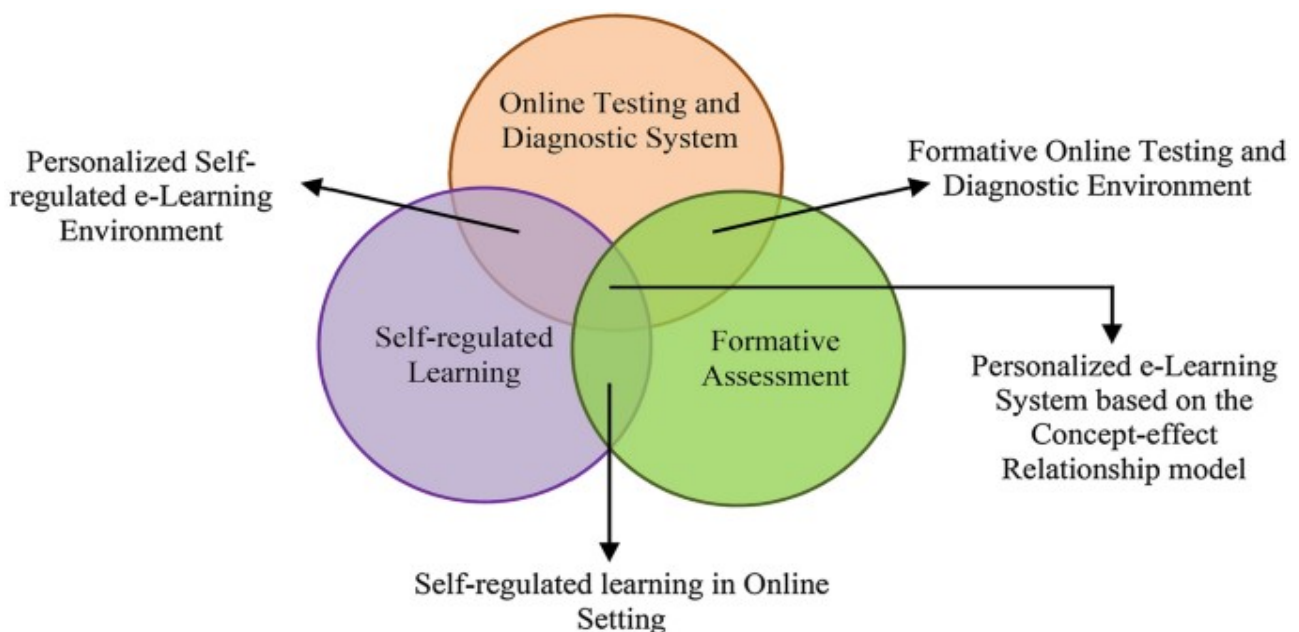 Online Testing and
Diagnostic System
Personalized Self-
regulated e-Learning
Environment
Formative Online Testing and
Diagnostic Environment
Self-regulated
Learning
Formative
Assessment
Personalized e-Learning
System based on the
Concept-effect
Relationship model
Self-regulated learning in Online
Setting